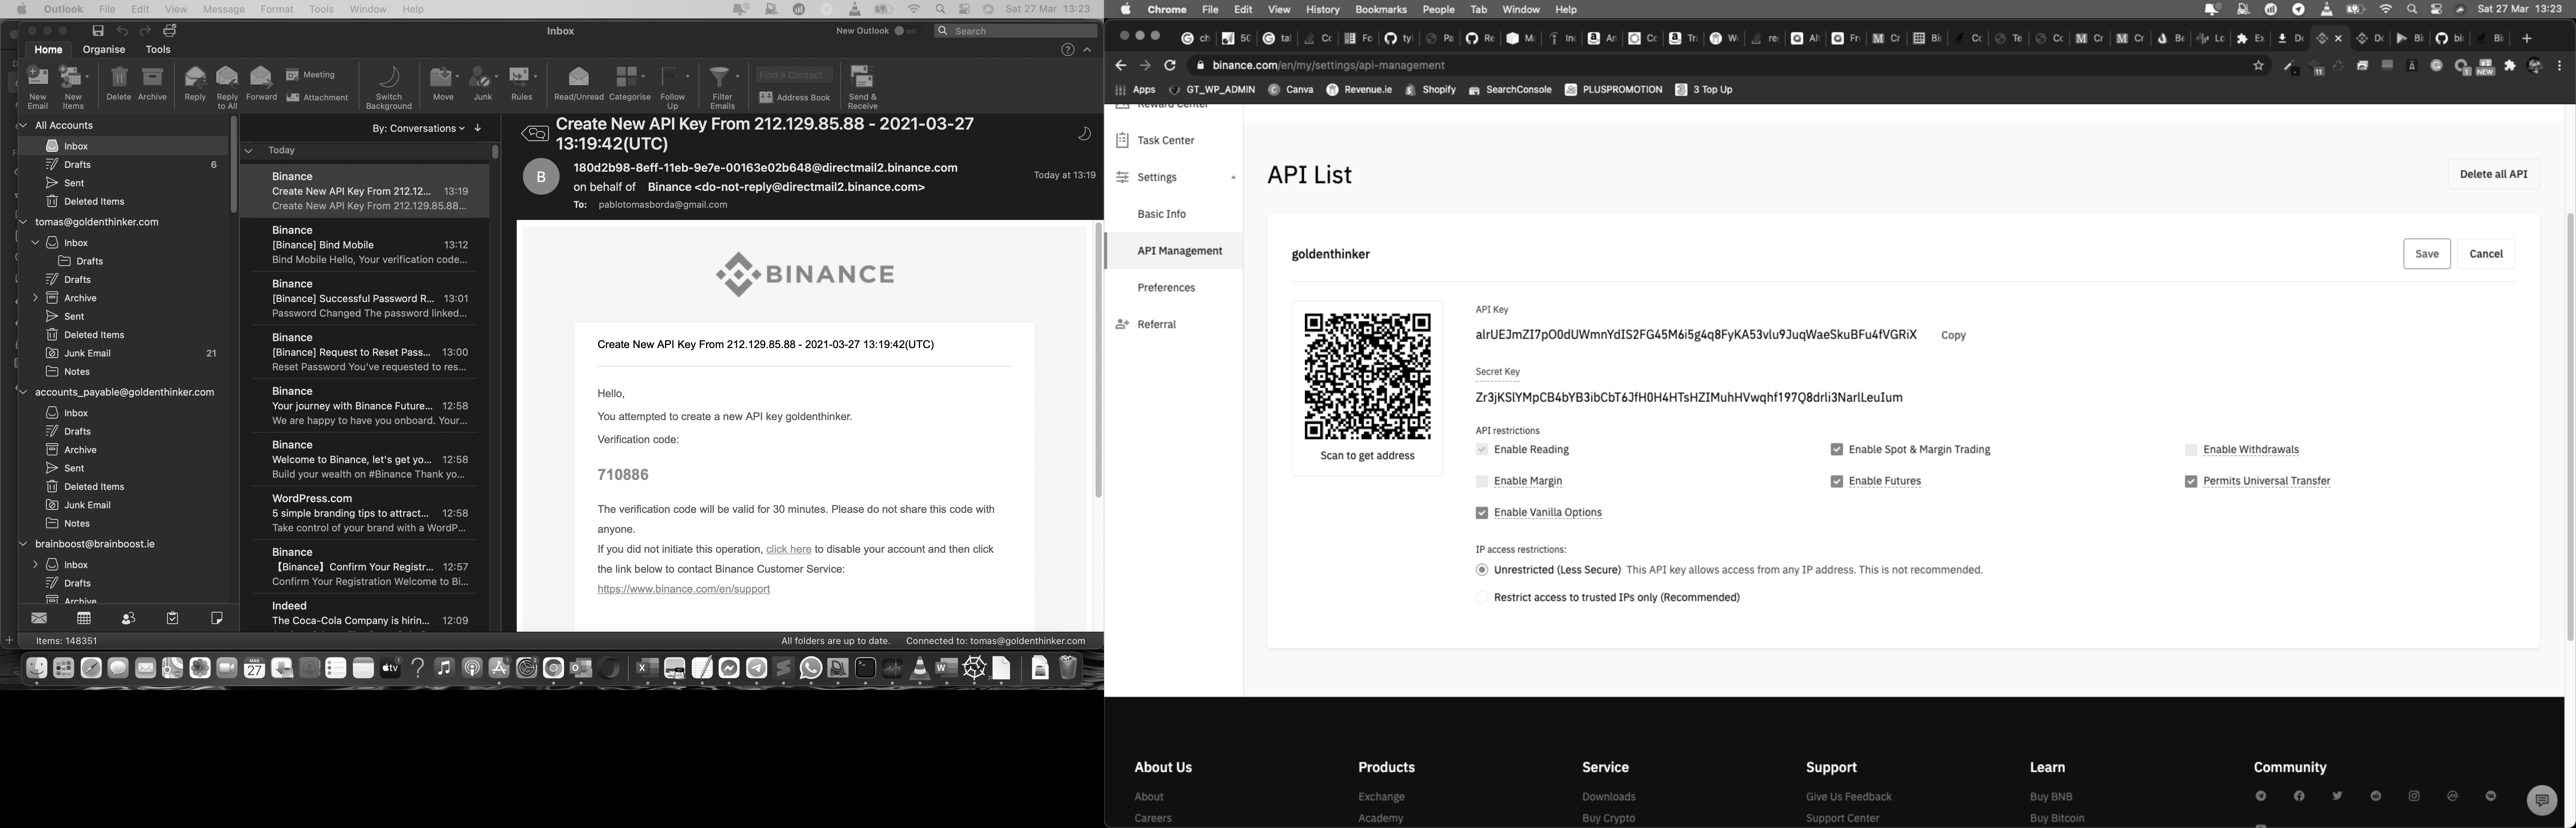 Outlook File Edit View Message Format Tools Window Help Sat 27 Mar 13:23
Inbox New Outlook Search
Home Organise Tools
New Email New Items Delete Archive Reply Reply to All Forward Meeting Attachment Switch Background Move Junk Rules Read/Unread Categorise Follow Up Filter Emails Find a Contact Address Book Send & Receive
All Accounts
Inbox
Drafts 6
Sent
Deleted Items
tomas@goldenthinker.com
Inbox
Drafts
Drafts
Archive
Sent
Deleted Items
Junk Email 21
Notes
accounts_payable@goldenthinker.com
Inbox
Drafts
Archive
Sent
Deleted Items
Junk Email
Notes
brainboost@brainboost.ie
Inbox
Drafts
Archive
Items: 148351
By: Conversations
Today
Binance
Create New API Key From 212.12... 13:19
Create New API Key From 212.129.85.88...
Binance
[Binance] Bind Mobile 13:12
Bind Mobile Hello, Your verification code...
Binance
[Binance] Successful Password R... 13:01
Password Changed The password linked...
Binance
[Binance] Request to Reset Pass... 13:00
Reset Password You've requested to res...
Binance
Your journey with Binance Future... 12:58
We are happy to have you onboard. Your...
Binance
Welcome to Binance, let's get yo... 12:58
Build your wealth on #Binance Thank yo...
WordPress.com
5 simple branding tips to attract... 12:58
Take control of your brand with a WordP...
Binance
【Binance】Confirm Your Registr... 12:57
Confirm Your Registration Welcome to Bi...
Indeed
The Coca-Cola Company is hirin... 12:09
Create New API Key From 212.129.85.88 - 2021-03-27
13:19:42(UTC)
B
180d2b98-8eff-11eb-9e7e-00163e02b648@directmail2.binance.com
on behalf of Binance <do-not-reply@directmail2.binance.com>
Today at 13:19
To: pablotomasborda@gmail.com
BINANCE
Create New API Key From 212.129.85.88 - 2021-03-27 13:19:42(UTC)
Hello,
You attempted to create a new API key goldenthinker.
Verification code:
710886
The verification code will be valid for 30 minutes. Please do not share this code with
anyone.
If you did not initiate this operation, click here to disable your account and then click
the link below to contact Binance Customer Service:
https://www.binance.com/en/support
All folders are up to date. Connected to: tomas@goldenthinker.com
Chrome File Edit View History Bookmarks People Tab Window Help Sat 27 Mar 13:23
binance.com/en/my/settings/api-management
Apps GT_WP_ADMIN Canva Revenue.ie Shopify SearchConsole PLUSPROMOTION 3 Top Up
Reward Center
Task Center
Settings
Basic Info
API Management
Preferences
Referral
API List
Delete all API
goldenthinker
Save Cancel
Scan to get address
API Key
[API key withheld] Copy
Secret Key
[secret key withheld]
API restrictions
Enable Reading Enable Spot & Margin Trading Enable Withdrawals
Enable Margin Enable Futures Permits Universal Transfer
Enable Vanilla Options
IP access restrictions:
Unrestricted (Less Secure) This API key allows access from any IP address. This is not recommended.
Restrict access to trusted IPs only (Recommended)
About Us Products Service Support Learn Community
About Exchange Downloads Give Us Feedback Buy BNB
Careers Academy Buy Crypto Support Center Buy Bitcoin